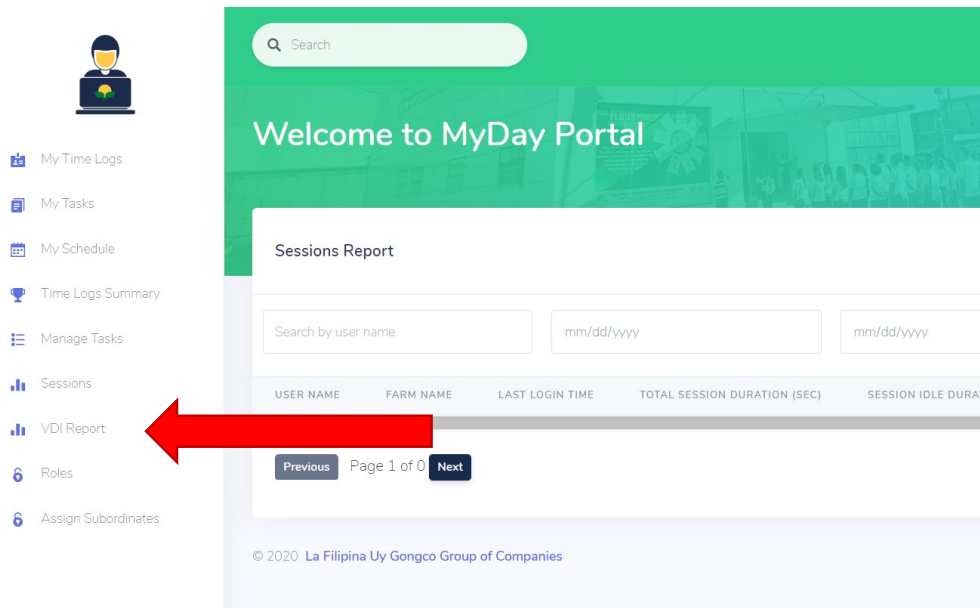 Search
Welcome to MyDay Portal
My Time Logs
My Tasks
My Schedule
Time Logs Summary
Manage Tasks
Sessions
VDI Report
Roles
Assign Subordinates
Sessions Report
Search by user name mm/dd/yyyy mm/dd/yyyy
USER NAME FARM NAME LAST LOGIN TIME TOTAL SESSION DURATION (SEC) SESSION IDLE DURA
Previous Page 1 of 0 Next
© 2020 La Filipina Uy Gongco Group of Companies